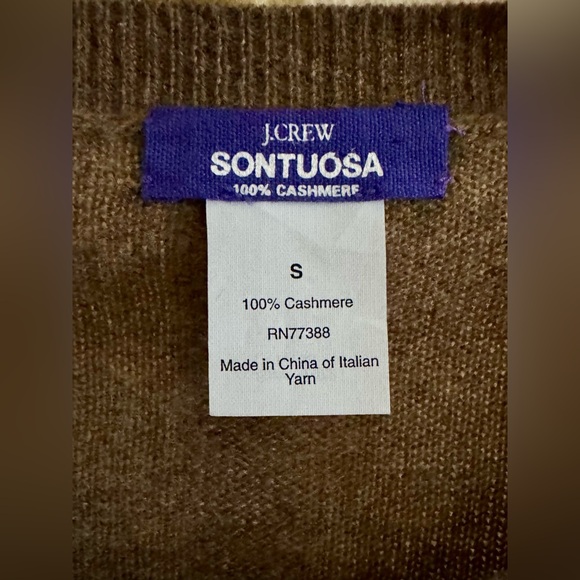 J.CREW
SONTUOSA
100% CASHMERE
S
100% Cashmere
RN77388
Made in China of Italian
Yarn